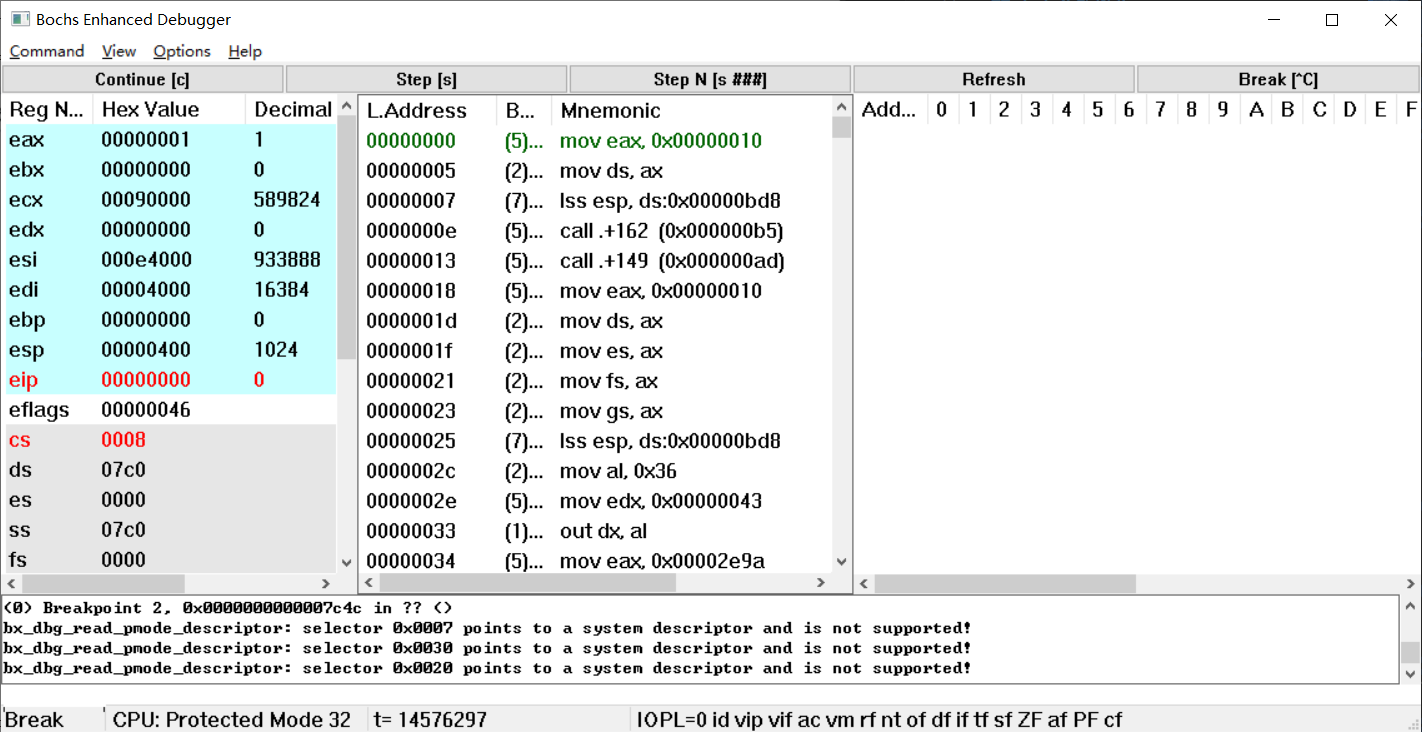 Bochs Enhanced Debugger
Command View Options Help
Continue [c] Step [s] Step N [s ###] Refresh Break [^C]
Reg N... Hex Value Decimal
eax 00000001 1
ebx 00000000 0
ecx 00090000 589824
edx 00000000 0
esi 000e4000 933888
edi 00004000 16384
ebp 00000000 0
esp 00000400 1024
eip 00000000 0
eflags 00000046
cs 0008
ds 07c0
es 0000
ss 07c0
fs 0000
L.Address B... Mnemonic
00000000 (5)... mov eax, 0x00000010
00000005 (2)... mov ds, ax
00000007 (7)... lss esp, ds:0x00000bd8
0000000e (5)... call .+162 (0x000000b5)
00000013 (5)... call .+149 (0x000000ad)
00000018 (5)... mov eax, 0x00000010
0000001d (2)... mov ds, ax
0000001f (2)... mov es, ax
00000021 (2)... mov fs, ax
00000023 (2)... mov gs, ax
00000025 (7)... lss esp, ds:0x00000bd8
0000002c (2)... mov al, 0x36
0000002e (5)... mov edx, 0x00000043
00000033 (1)... out dx, al
00000034 (5)... mov eax, 0x00002e9a
Add... 0 1 2 3 4 5 6 7 8 9 A B C D E F
(0) Breakpoint 2, 0x0000000000007c4c in ?? ()
bx_dbg_read_pmode_descriptor: selector 0x0007 points to a system descriptor and is not supported!
bx_dbg_read_pmode_descriptor: selector 0x0030 points to a system descriptor and is not supported!
bx_dbg_read_pmode_descriptor: selector 0x0020 points to a system descriptor and is not supported!
Break CPU: Protected Mode 32 t= 14576297 IOPL=0 id vip vif ac vm rf nt of df if tf sf ZF af PF cf